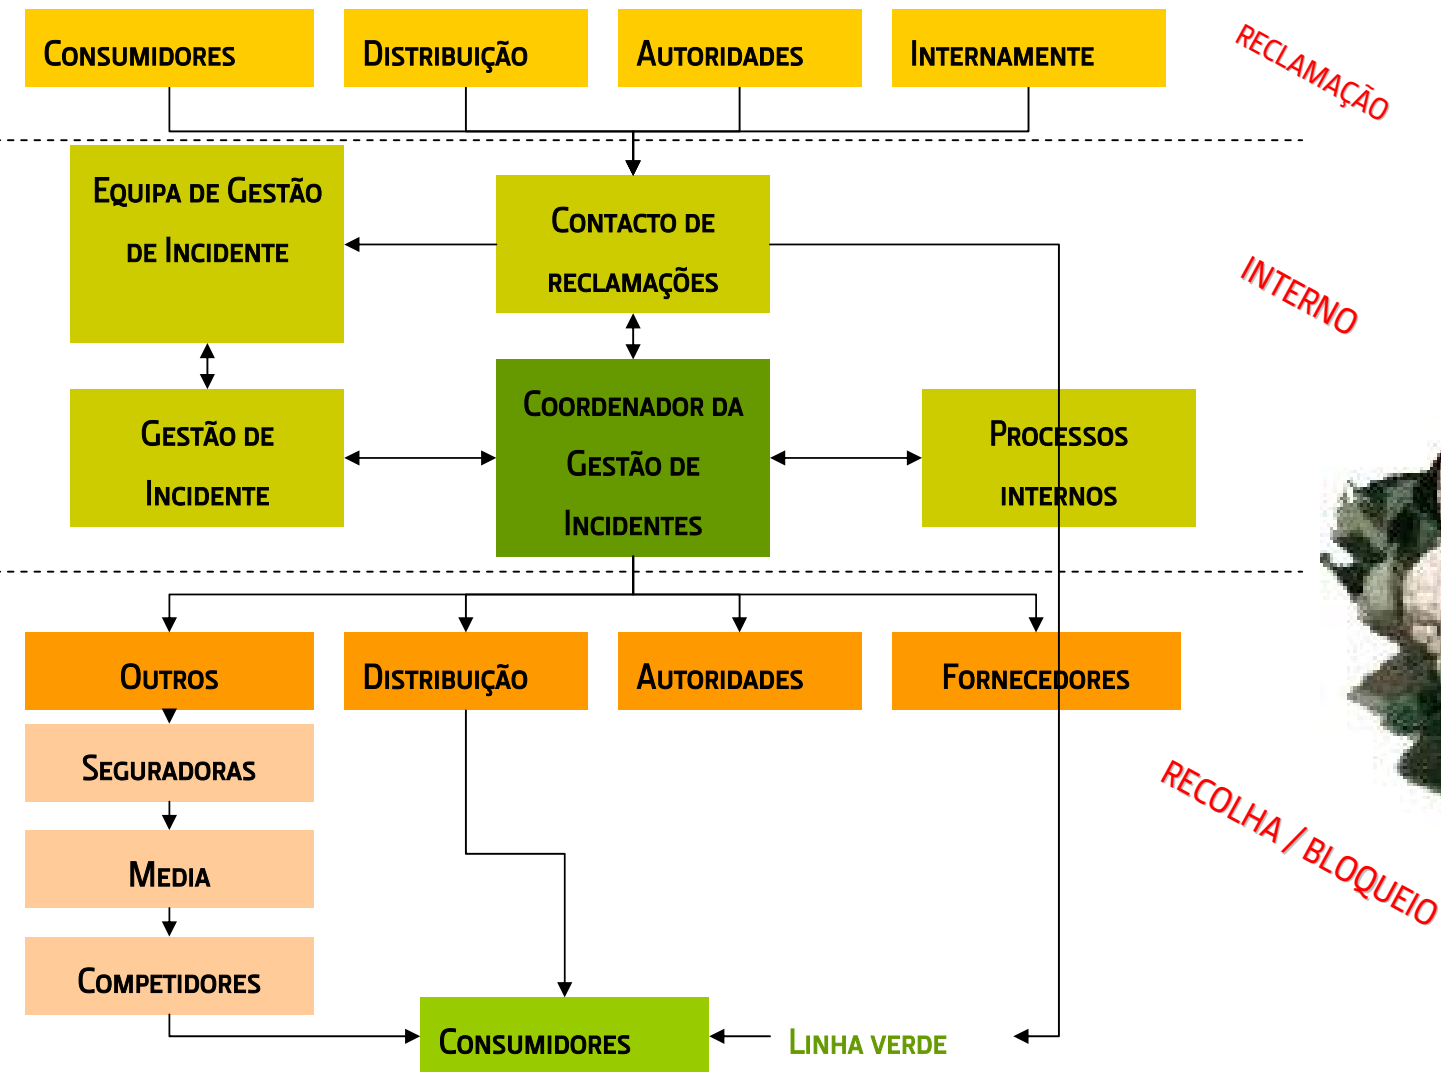 Consumidores
Distribuição
Autoridades
Internamente
RECLAMAÇÃO
Equipa de Gestão
de Incidente
Contacto de
reclamações
INTERNO
Gestão de
Incidente
Coordenador da
Gestão de
Incidentes
Processos
internos
Outros
Distribuição
Autoridades
Fornecedores
Seguradoras
RECOLHA / BLOQUEIO
Media
Competidores
Consumidores
Linha verde